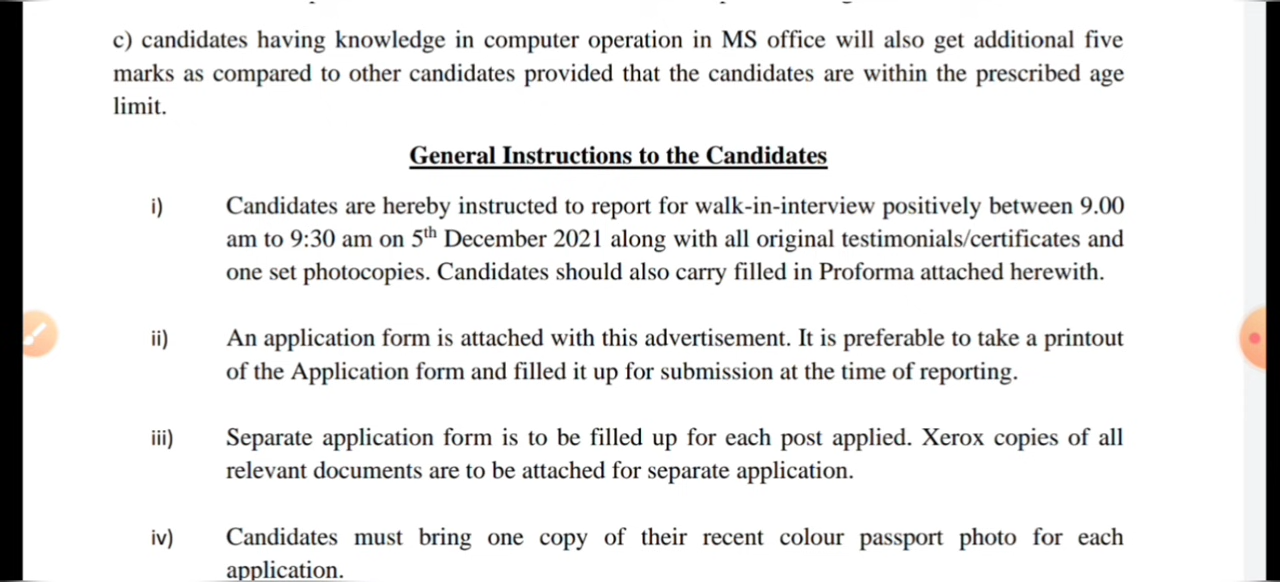 c) candidates having knowledge in computer operation in MS office will also get additional five
marks as compared to other candidates provided that the candidates are within the prescribed age
limit.
General Instructions to the Candidates
i) Candidates are hereby instructed to report for walk-in-interview positively between 9.00
am to 9:30 am on 5th December 2021 along with all original testimonials/certificates and
one set photocopies. Candidates should also carry filled in Proforma attached herewith.
ii) An application form is attached with this advertisement. It is preferable to take a printout
of the Application form and filled it up for submission at the time of reporting.
iii) Separate application form is to be filled up for each post applied. Xerox copies of all
relevant documents are to be attached for separate application.
iv) Candidates must bring one copy of their recent colour passport photo for each
application.